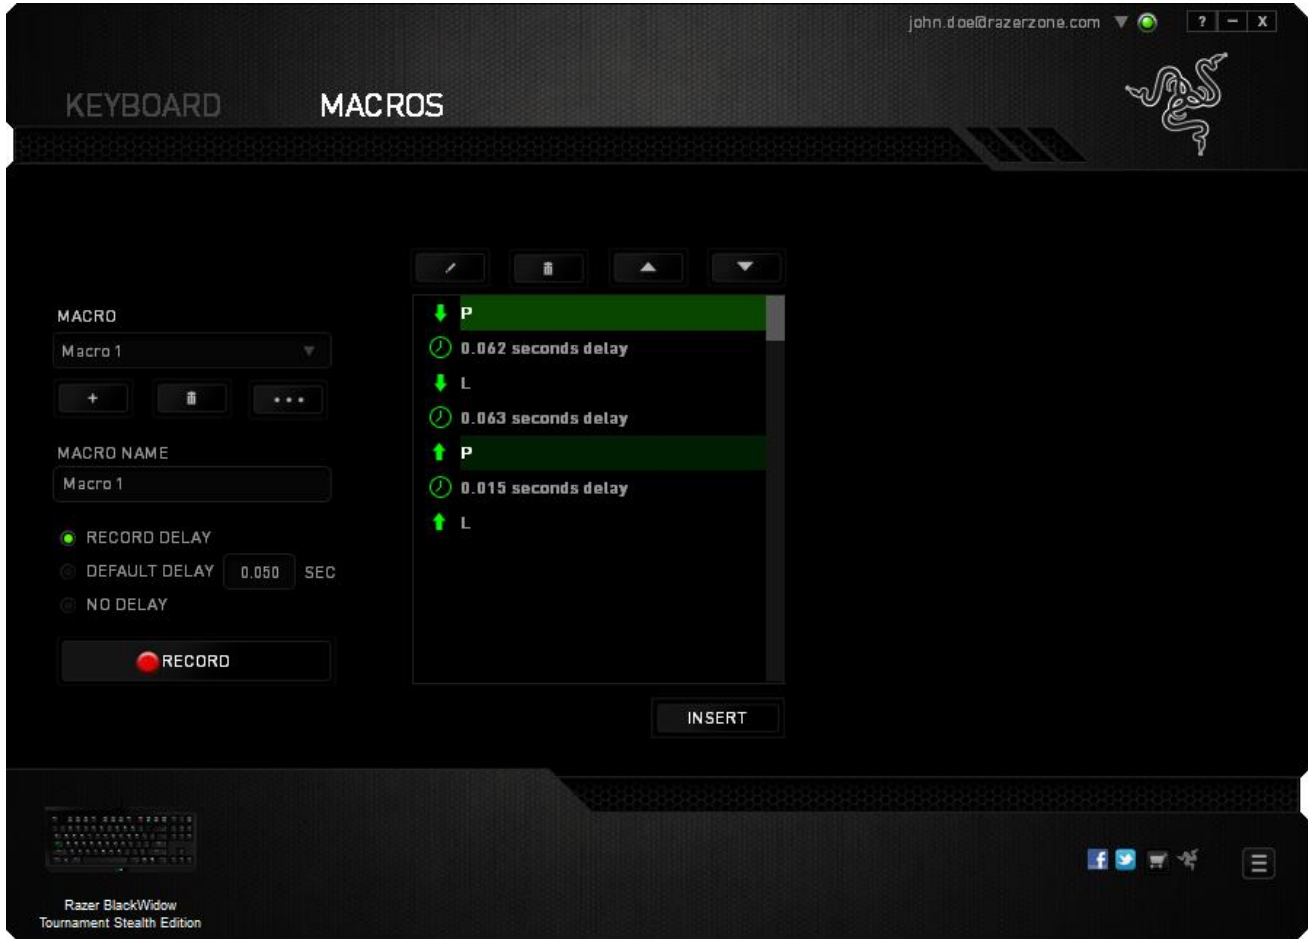 john.doe@razerzone.com
? – X
KEYBOARD MACROS
MACRO
Macro 1
+ ...
MACRO NAME
Macro 1
RECORD DELAY
DEFAULT DELAY 0.050 SEC
NO DELAY
RECORD
P
0.062 seconds delay
L
0.063 seconds delay
P
0.015 seconds delay
L
INSERT
Razer BlackWidow
Tournament Stealth Edition
f